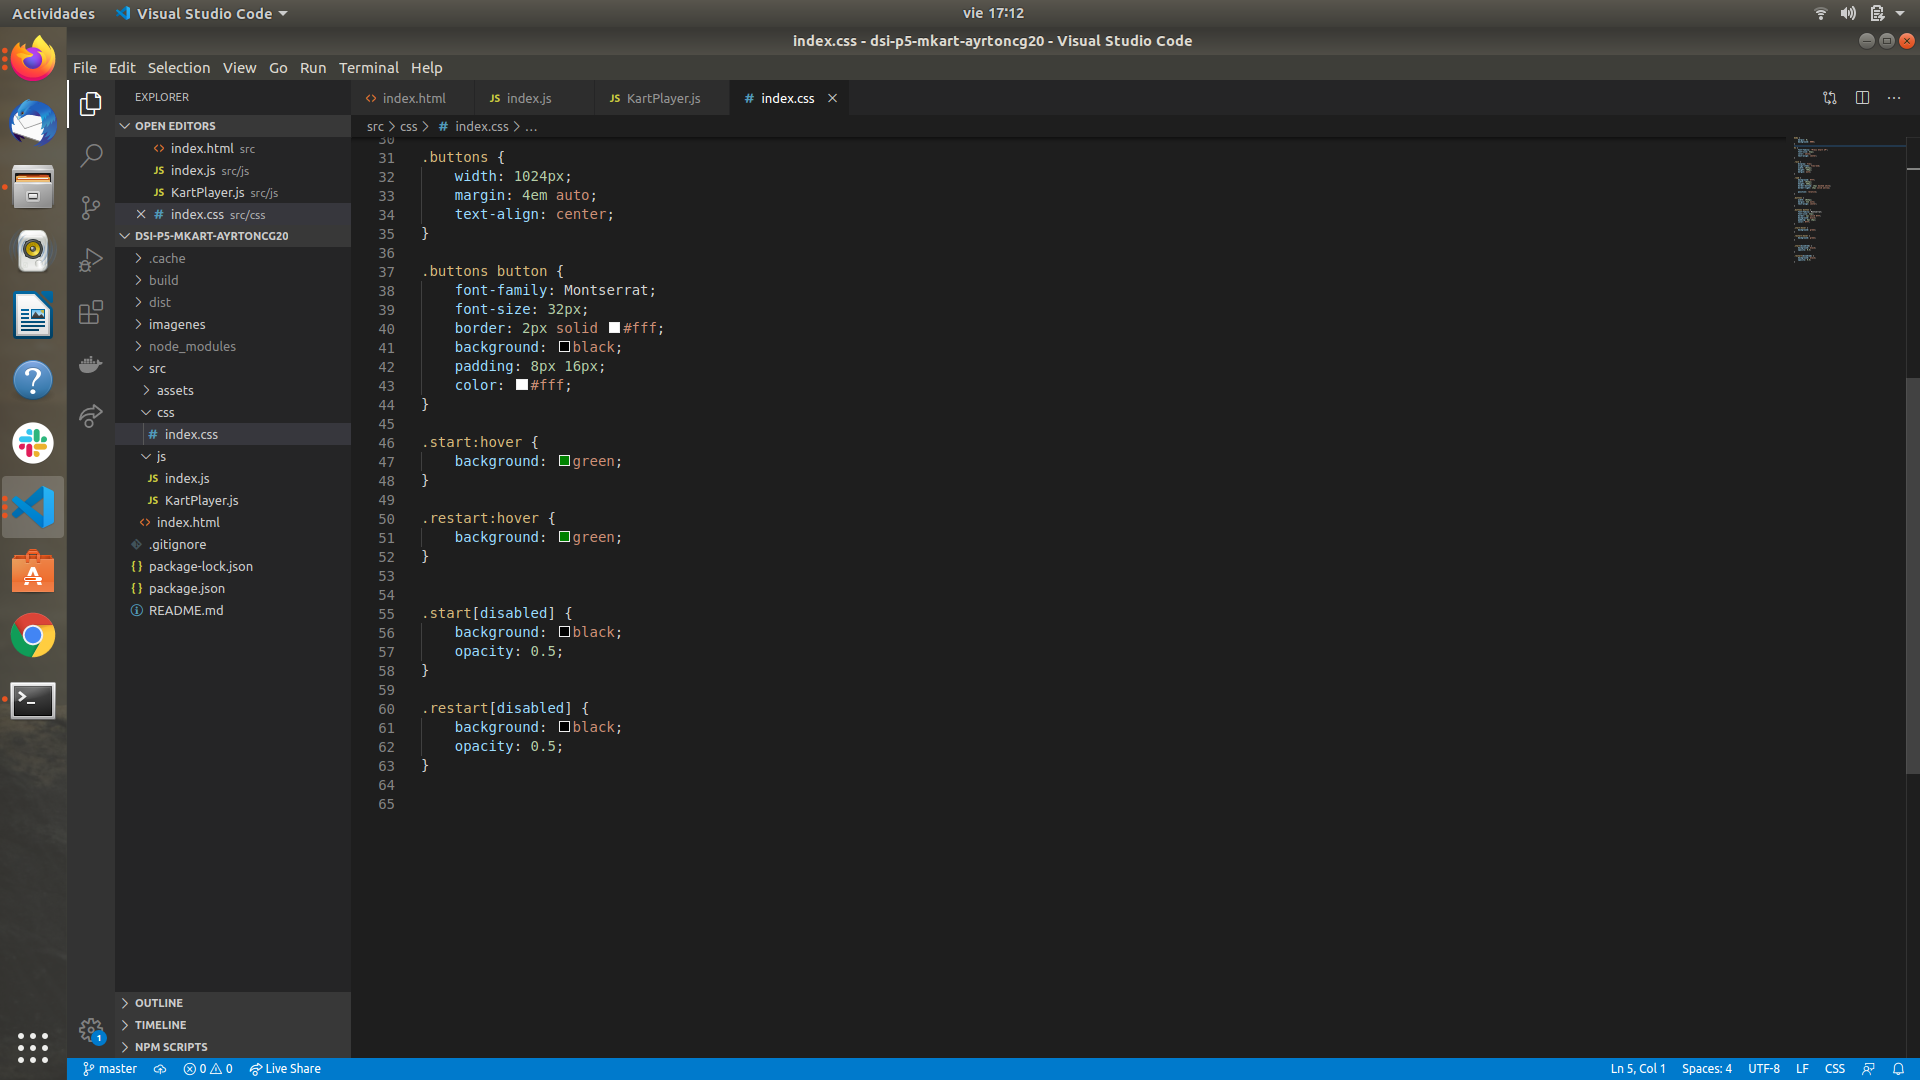 Actividades
Visual Studio Code
vie 17:12
index.css - dsi-p5-mkart-ayrtoncg20 - Visual Studio Code
File Edit Selection View Go Run Terminal Help
EXPLORER
OPEN EDITORS
index.html src
index.js src/js
KartPlayer.js src/js
index.css src/css
DSI-P5-MKART-AYRTONCG20
.cache
build
dist
imagenes
node_modules
src
assets
css
index.css
js
index.js
KartPlayer.js
index.html
.gitignore
package-lock.json
package.json
README.md
OUTLINE
TIMELINE
NPM SCRIPTS
1
index.html
JS index.js
JS KartPlayer.js
# index.css
src > css > # index.css > ...
30
31 .buttons {
32 width: 1024px;
33 margin: 4em auto;
34 text-align: center;
35 }
36
37 .buttons button {
38 font-family: Montserrat;
39 font-size: 32px;
40 border: 2px solid #fff;
41 background: black;
42 padding: 8px 16px;
43 color: #fff;
44 }
45
46 .start:hover {
47 background: green;
48 }
49
50 .restart:hover {
51 background: green;
52 }
53
54
55 .start[disabled] {
56 background: black;
57 opacity: 0.5;
58 }
59
60 .restart[disabled] {
61 background: black;
62 opacity: 0.5;
63 }
64
65
master
0 0
Live Share
Ln 5, Col 1
Spaces: 4
UTF-8
LF
CSS